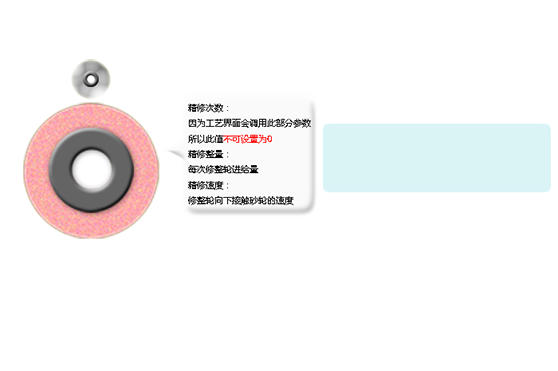 精修次数：
因为工艺界面会调用此部分参数
所以此值不可设置为0
精修整量：
每次修整轮进给量
精修速度：
修整轮向下接触砂轮的速度